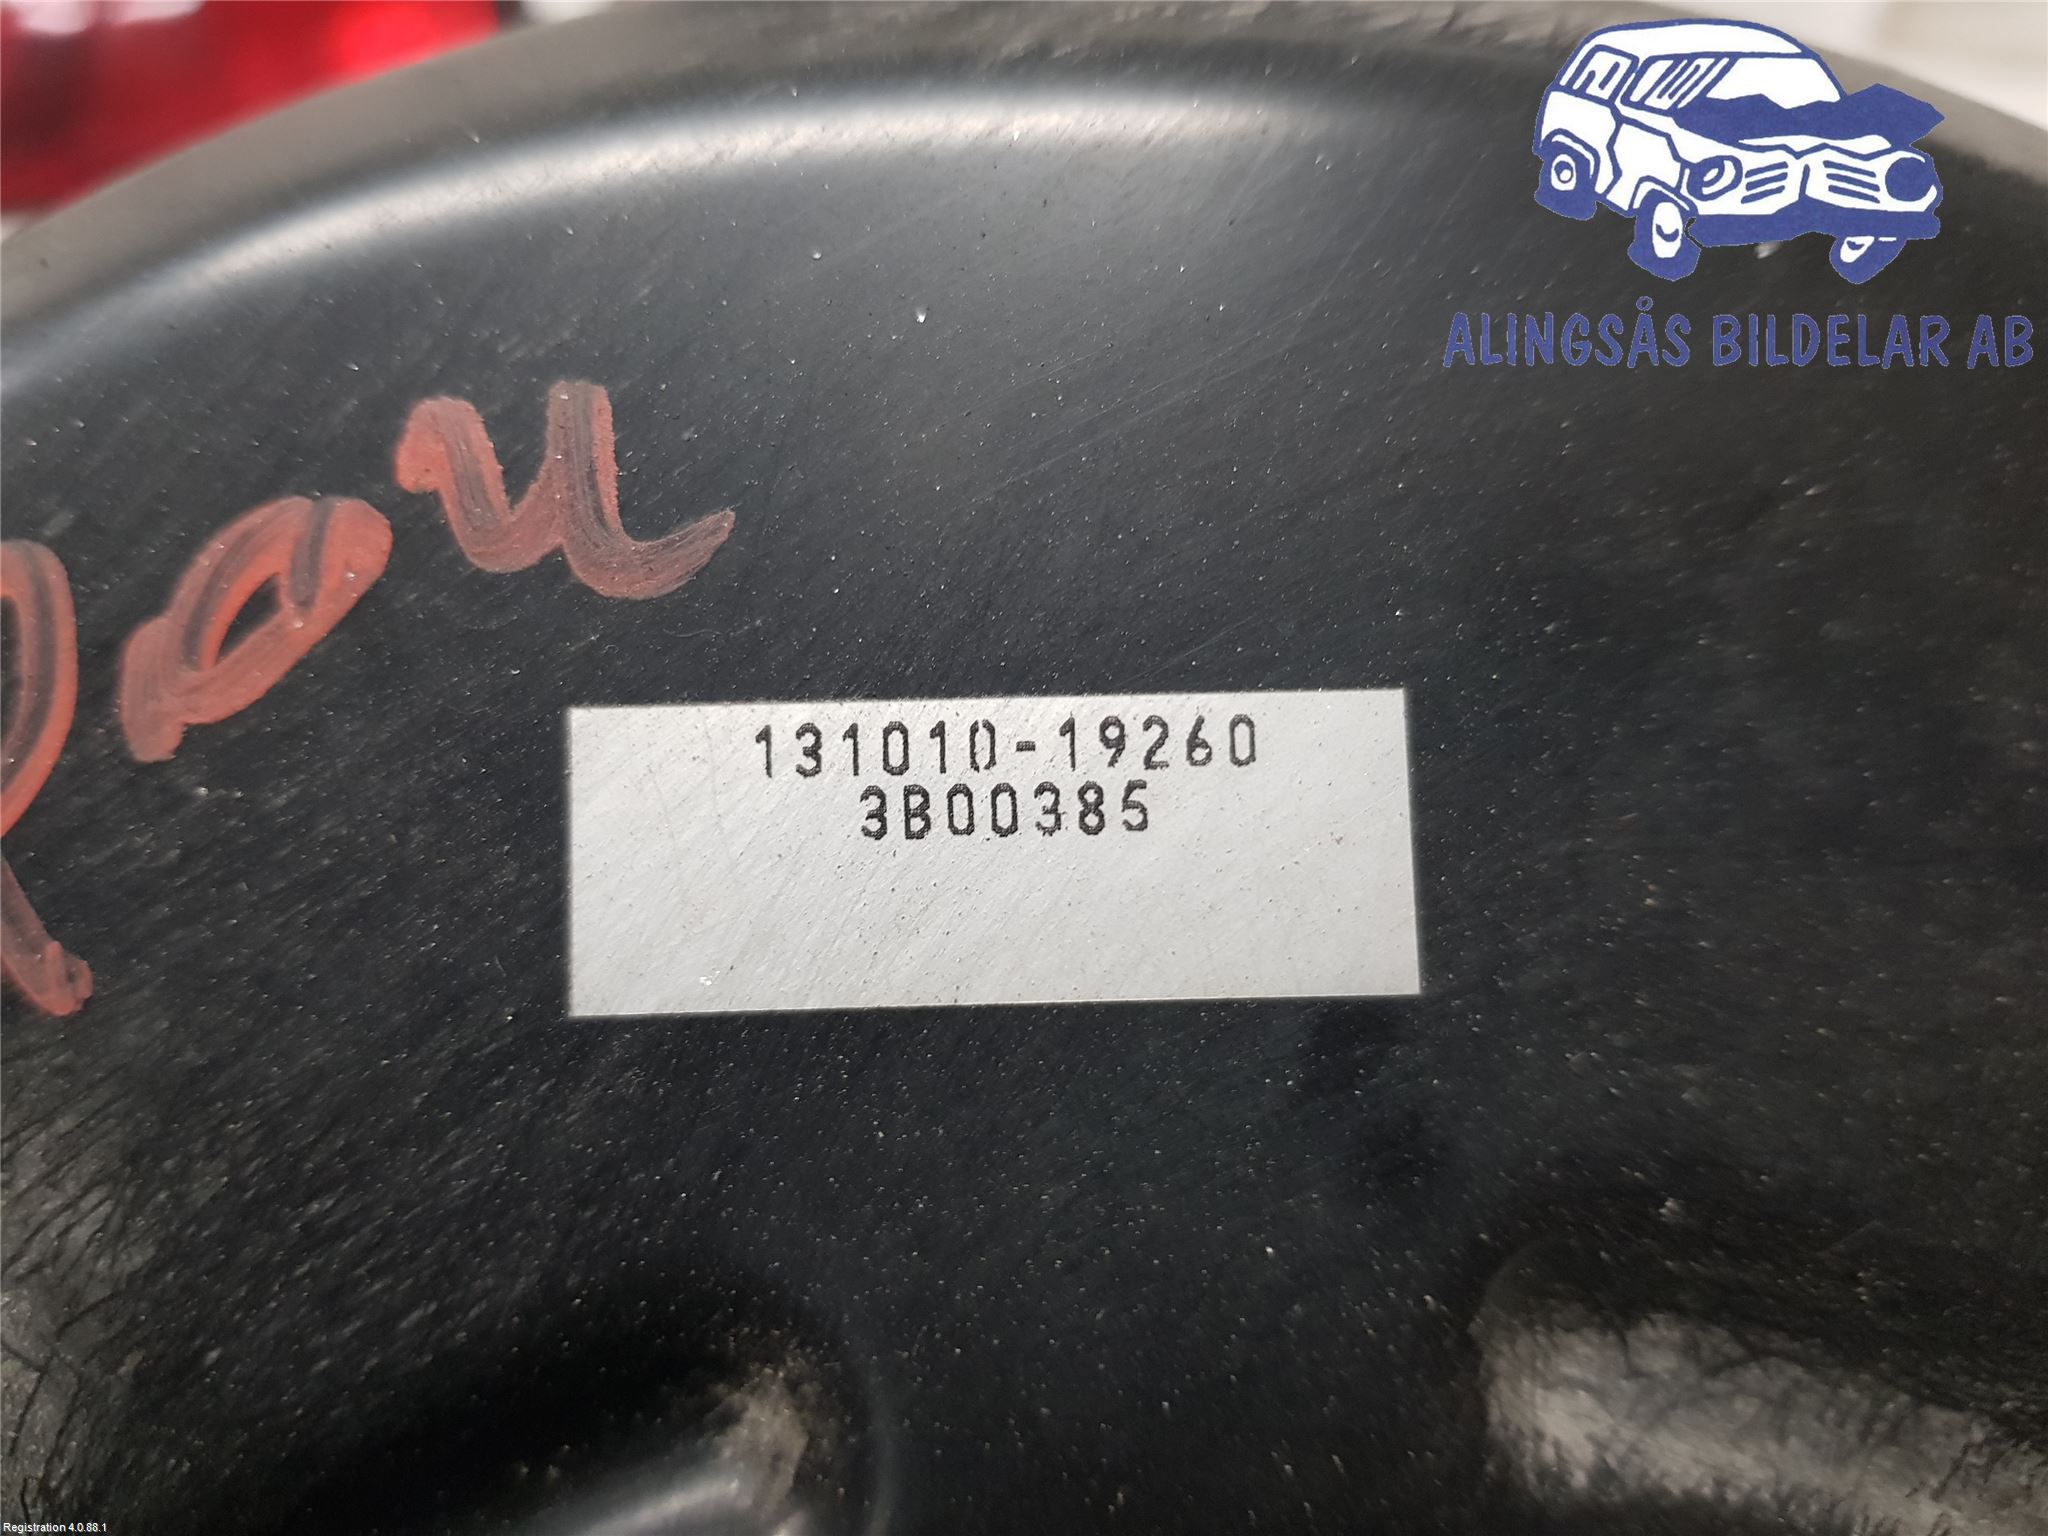 ALINGSÅS BILDELAR AB
131010-19260
3B00385
Registration 4.0.88.1